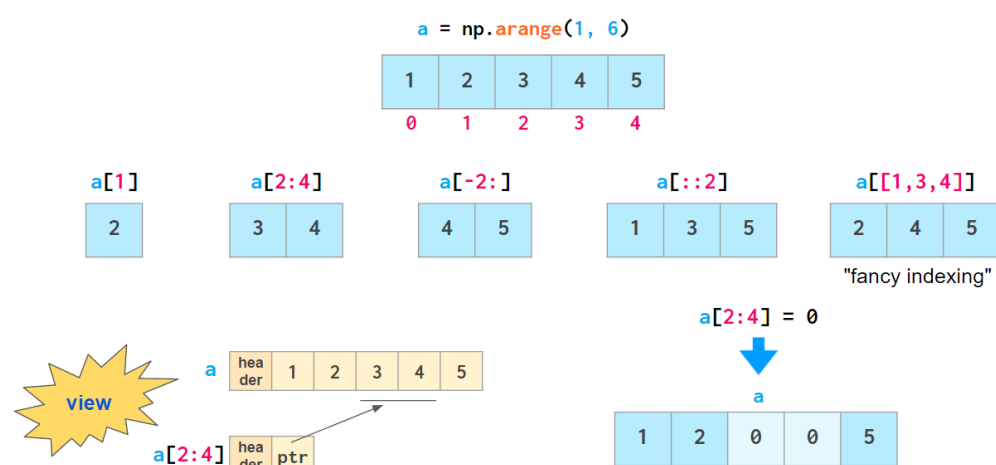 a = np.arange(1, 6)
1 2 3 4 5
0 1 2 3 4
a[1] a[2:4] a[-2:] a[::2] a[[1,3,4]]
2 3 4 4 5 1 3 5 2 4 5
"fancy indexing"
a[2:4] = 0
view
a
hea
der
1 2 3 4 5
a
1 2 0 0 5
a[2:4]
hea
der
ptr